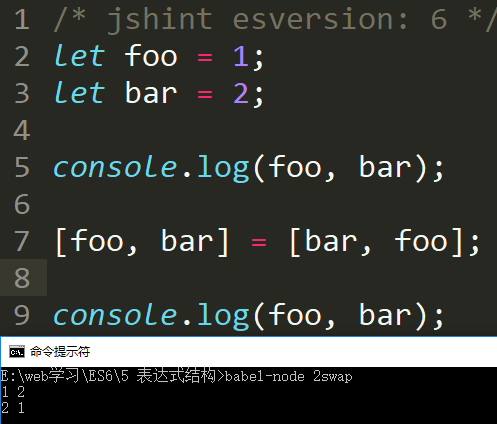 1 /* jshint esversion: 6 */
2 let foo = 1;
3 let bar = 2;
4
5 console.log(foo, bar);
6
7 [foo, bar] = [bar, foo];
8
9 console.log(foo, bar);
命令提示符
E:\web学习\ES6\5 表达式结构>babel-node 2swap
1 2
2 1